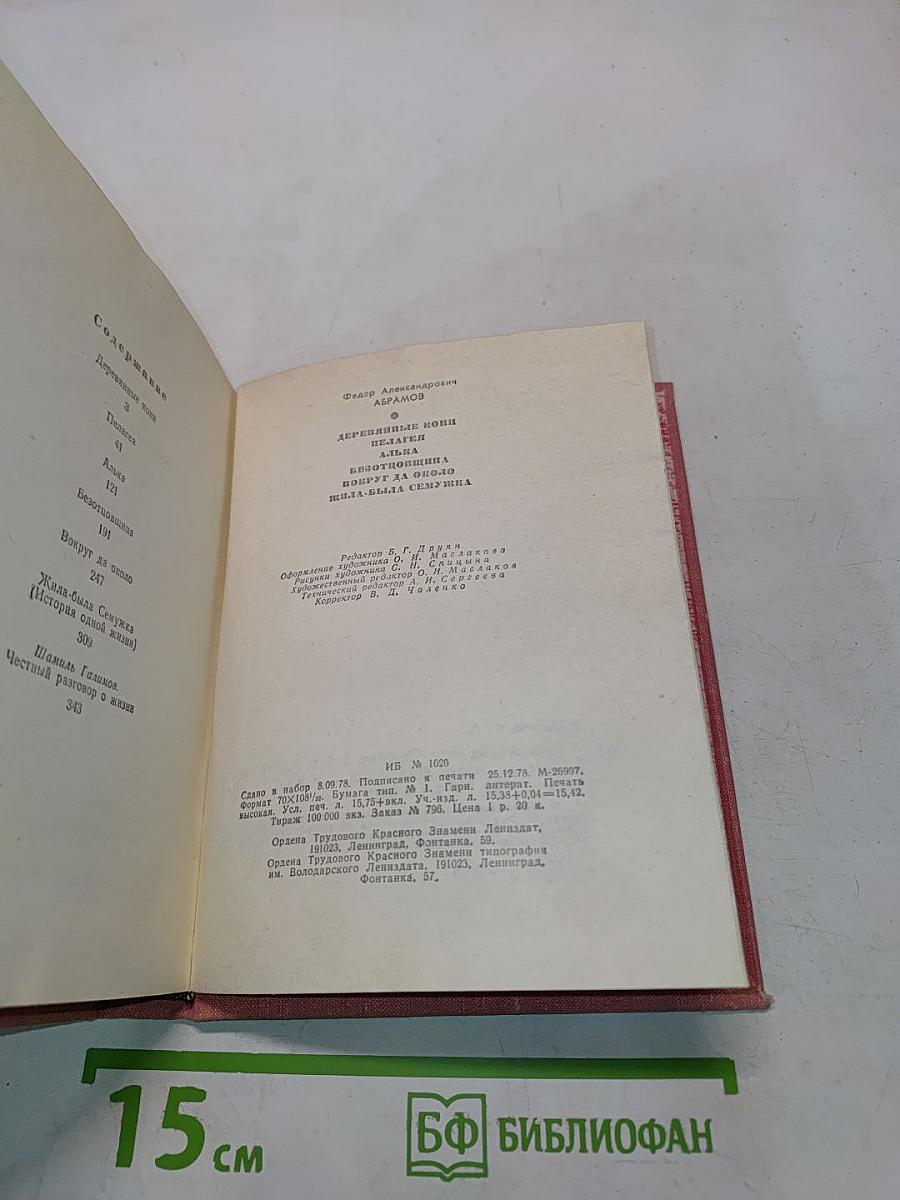 Содержание
Деревянные кони
3
Пелагея
41
Алька
121
Безотцовщина
191
Вокруг да около
247
Жила-была Семужка
(История одной жизни)
309
Шамиль Галимов.
Честный разговор о жизни
343
Федор Александрович
АБРАМОВ
ДЕРЕВЯННЫЕ КОНИ
ПЕЛАГЕЯ
АЛЬКА
БЕЗОТЦОВЩИНА
ВОКРУГ ДА ОКОЛО
ЖИЛА-БЫЛА СЕМУЖКА
Редактор Б. Г. Друян
Оформление художника О. И. Маслакова
Рисунки художника С. Н. Спицына
Художественный редактор О. И. Маслаков
Технический редактор А. И. Сергеева
Корректор В. Д. Чаленко
ИБ № 1020
Сдано в набор 8.09.78. Подписано к печати 25.12.78. М-26997.
Формат 70×108¹/₃₂. Бумага тип. № 1. Гарн. литерат. Печать
высокая. Усл. печ. л. 15,75+вкл. Уч.-изд. л. 15,38+0,04=15,42.
Тираж 100 000 экз. Заказ № 796. Цена 1 р. 20 к.
Ордена Трудового Красного Знамени Лениздат,
191023, Ленинград, Фонтанка, 59.
Ордена Трудового Красного Знамени типография
им. Володарского Лениздата, 191023, Ленинград,
Фонтанка, 57.
15 см
БФ БИБЛИОФАН